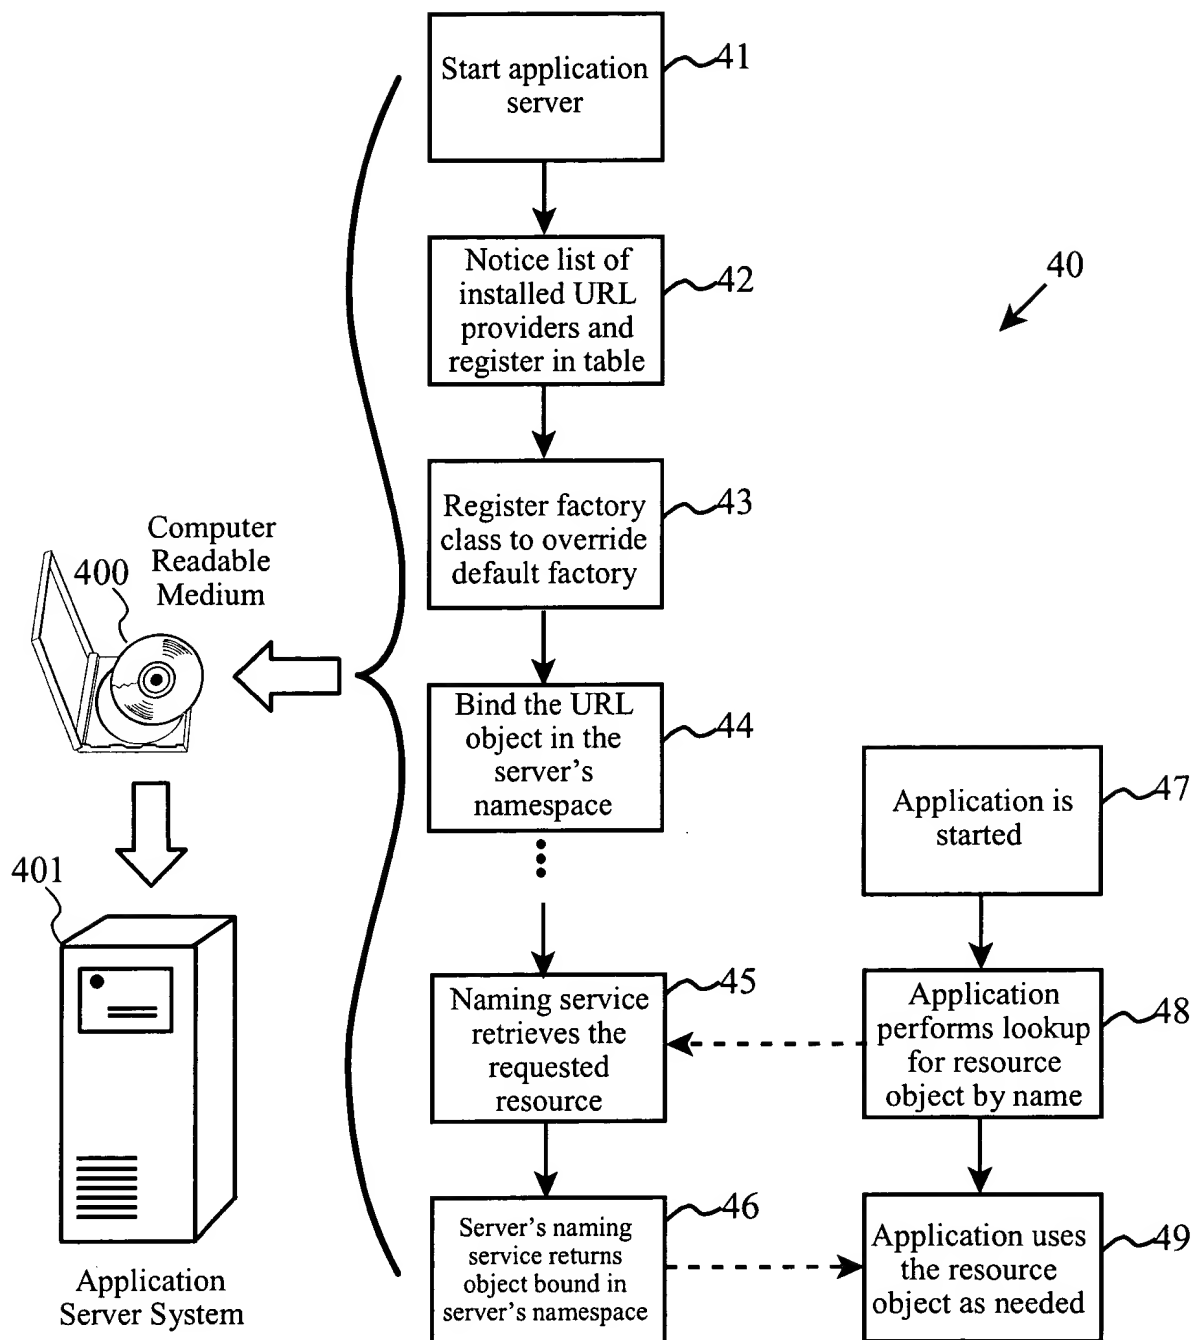 Start application
server
41
Notice list of
installed URL
providers and
register in table
42
40
Register factory
class to override
default factory
43
Computer
Readable
Medium
400
Bind the URL
object in the
server's
namespace
44
Application is
started
47
401
Naming service
retrieves the
requested
resource
45
Application
performs lookup
for resource
object by name
48
Server's naming
service returns
object bound in
server's namespace
46
Application uses
the resource
object as needed
49
Application
Server System